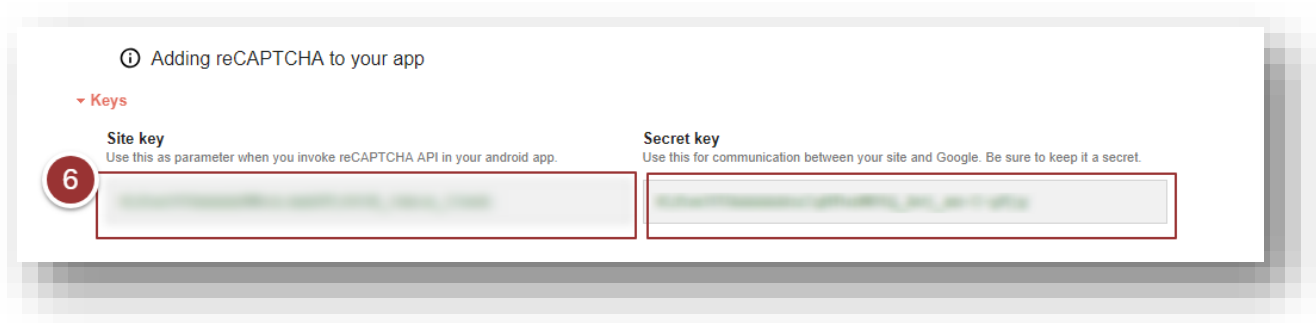 Adding reCAPTCHA to your app
Keys
Site key
Use this as parameter when you invoke reCAPTCHA API in your android app.
Secret key
Use this for communication between your site and Google. Be sure to keep it a secret.
6